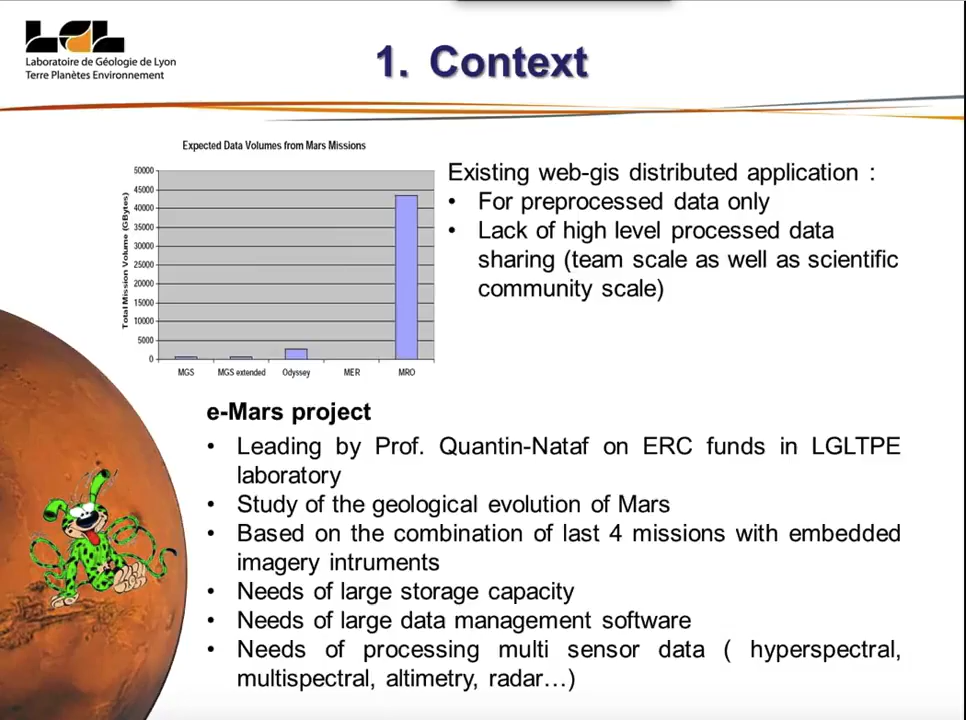 LGL
Laboratoire de Géologie de Lyon
Terre Planètes Environnement
1. Context
Expected Data Volumes from Mars Missions
Total Mission Volume (GBytes)
50000
45000
40000
35000
30000
25000
20000
15000
10000
5000
0
MGS MGS extended Odyssey MER MRO
Existing web-gis distributed application :
• For preprocessed data only
• Lack of high level processed data
sharing (team scale as well as scientific
community scale)
e-Mars project
• Leading by Prof. Quantin-Nataf on ERC funds in LGLTPE
laboratory
• Study of the geological evolution of Mars
• Based on the combination of last 4 missions with embedded
imagery intruments
• Needs of large storage capacity
• Needs of large data management software
• Needs of processing multi sensor data ( hyperspectral,
multispectral, altimetry, radar…)